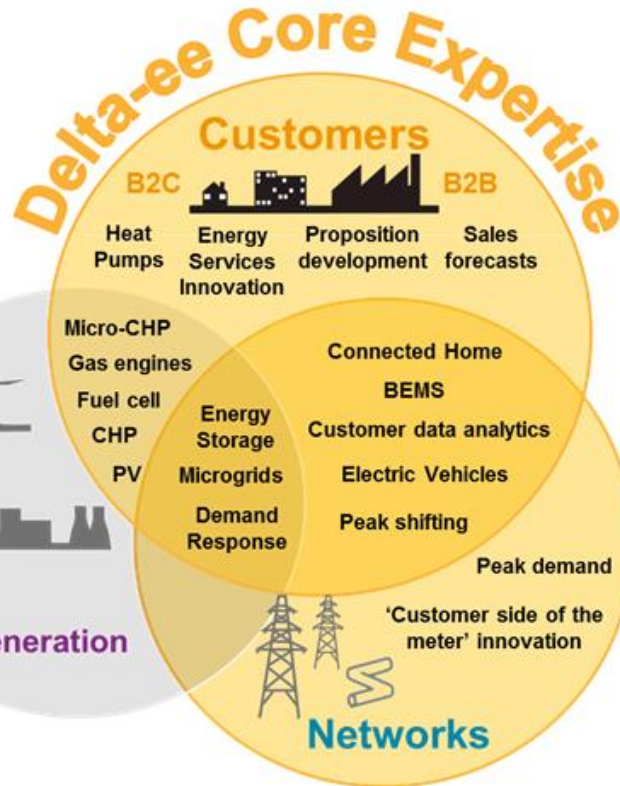 Delta-ee Core Expertise
Customers
B2C
B2B
Heat
Pumps
Energy
Services
Innovation
Proposition
development
Sales
forecasts
Micro-CHP
Gas engines
Fuel cell
CHP
PV
Energy
Storage
Microgrids
Demand
Response
Connected Home
BEMS
Customer data analytics
Electric Vehicles
Peak shifting
Peak demand
‘Customer side of the
meter’ innovation
eneration
Networks